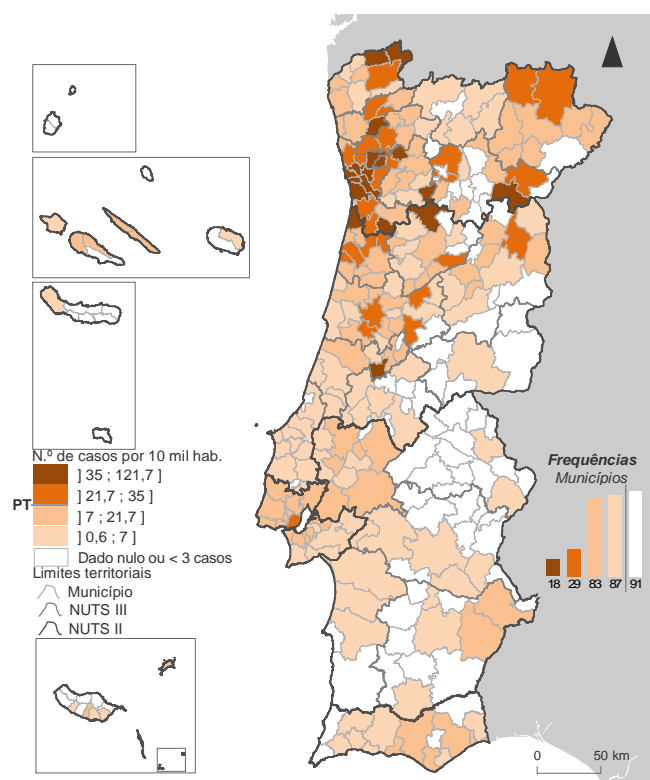 N.º de casos por 10 mil hab.
] 35 ; 121,7 ]
] 21,7 ; 35 ]
PT
] 7 ; 21,7 ]
] 0,6 ; 7 ]
Dado nulo ou < 3 casos
Limites territoriais
Município
NUTS III
NUTS II
Frequências
Municípios
18 29 83 87 91
0 50 km